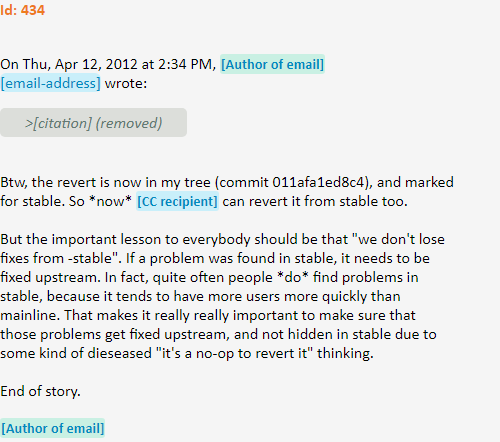 Id: 434
On Thu, Apr 12, 2012 at 2:34 PM, [Author of email]
[email-address] wrote:
>[citation] (removed)
Btw, the revert is now in my tree (commit 011afa1ed8c4), and marked
for stable. So *now* [CC recipient] can revert it from stable too.
But the important lesson to everybody should be that "we don't lose
fixes from -stable". If a problem was found in stable, it needs to be
fixed upstream. In fact, quite often people *do* find problems in
stable, because it tends to have more users more quickly than
mainline. That makes it really really important to make sure that
those problems get fixed upstream, and not hidden in stable due to
some kind of dieseased "it's a no-op to revert it" thinking.
End of story.
[Author of email]